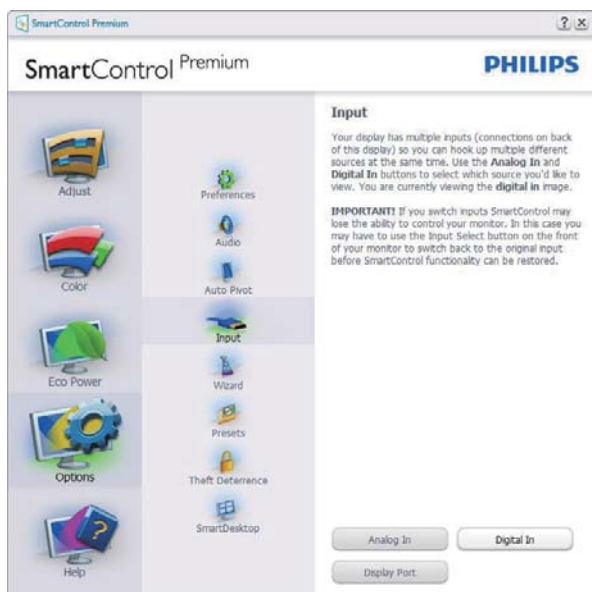 SmartControl Premium
SmartControl Premium
PHILIPS
Adjust
Color
Eco Power
Options
Help
Preferences
Audio
Auto Pivot
Input
Wizard
Presets
Theft Deterrence
SmartDesktop
Input
Your display has multiple inputs (connections on back
of this display) so you can hook up multiple different
sources at the same time. Use the Analog In and
Digital In buttons to select which source you'd like to
view. You are currently viewing the digital in image.
IMPORTANT! If you switch inputs SmartControl may
lose the ability to control your monitor. In this case you
may have to use the Input Select button on the front
of your monitor to switch back to the original input
before SmartControl functionality can be restored.
Analog In
Digital In
Display Port